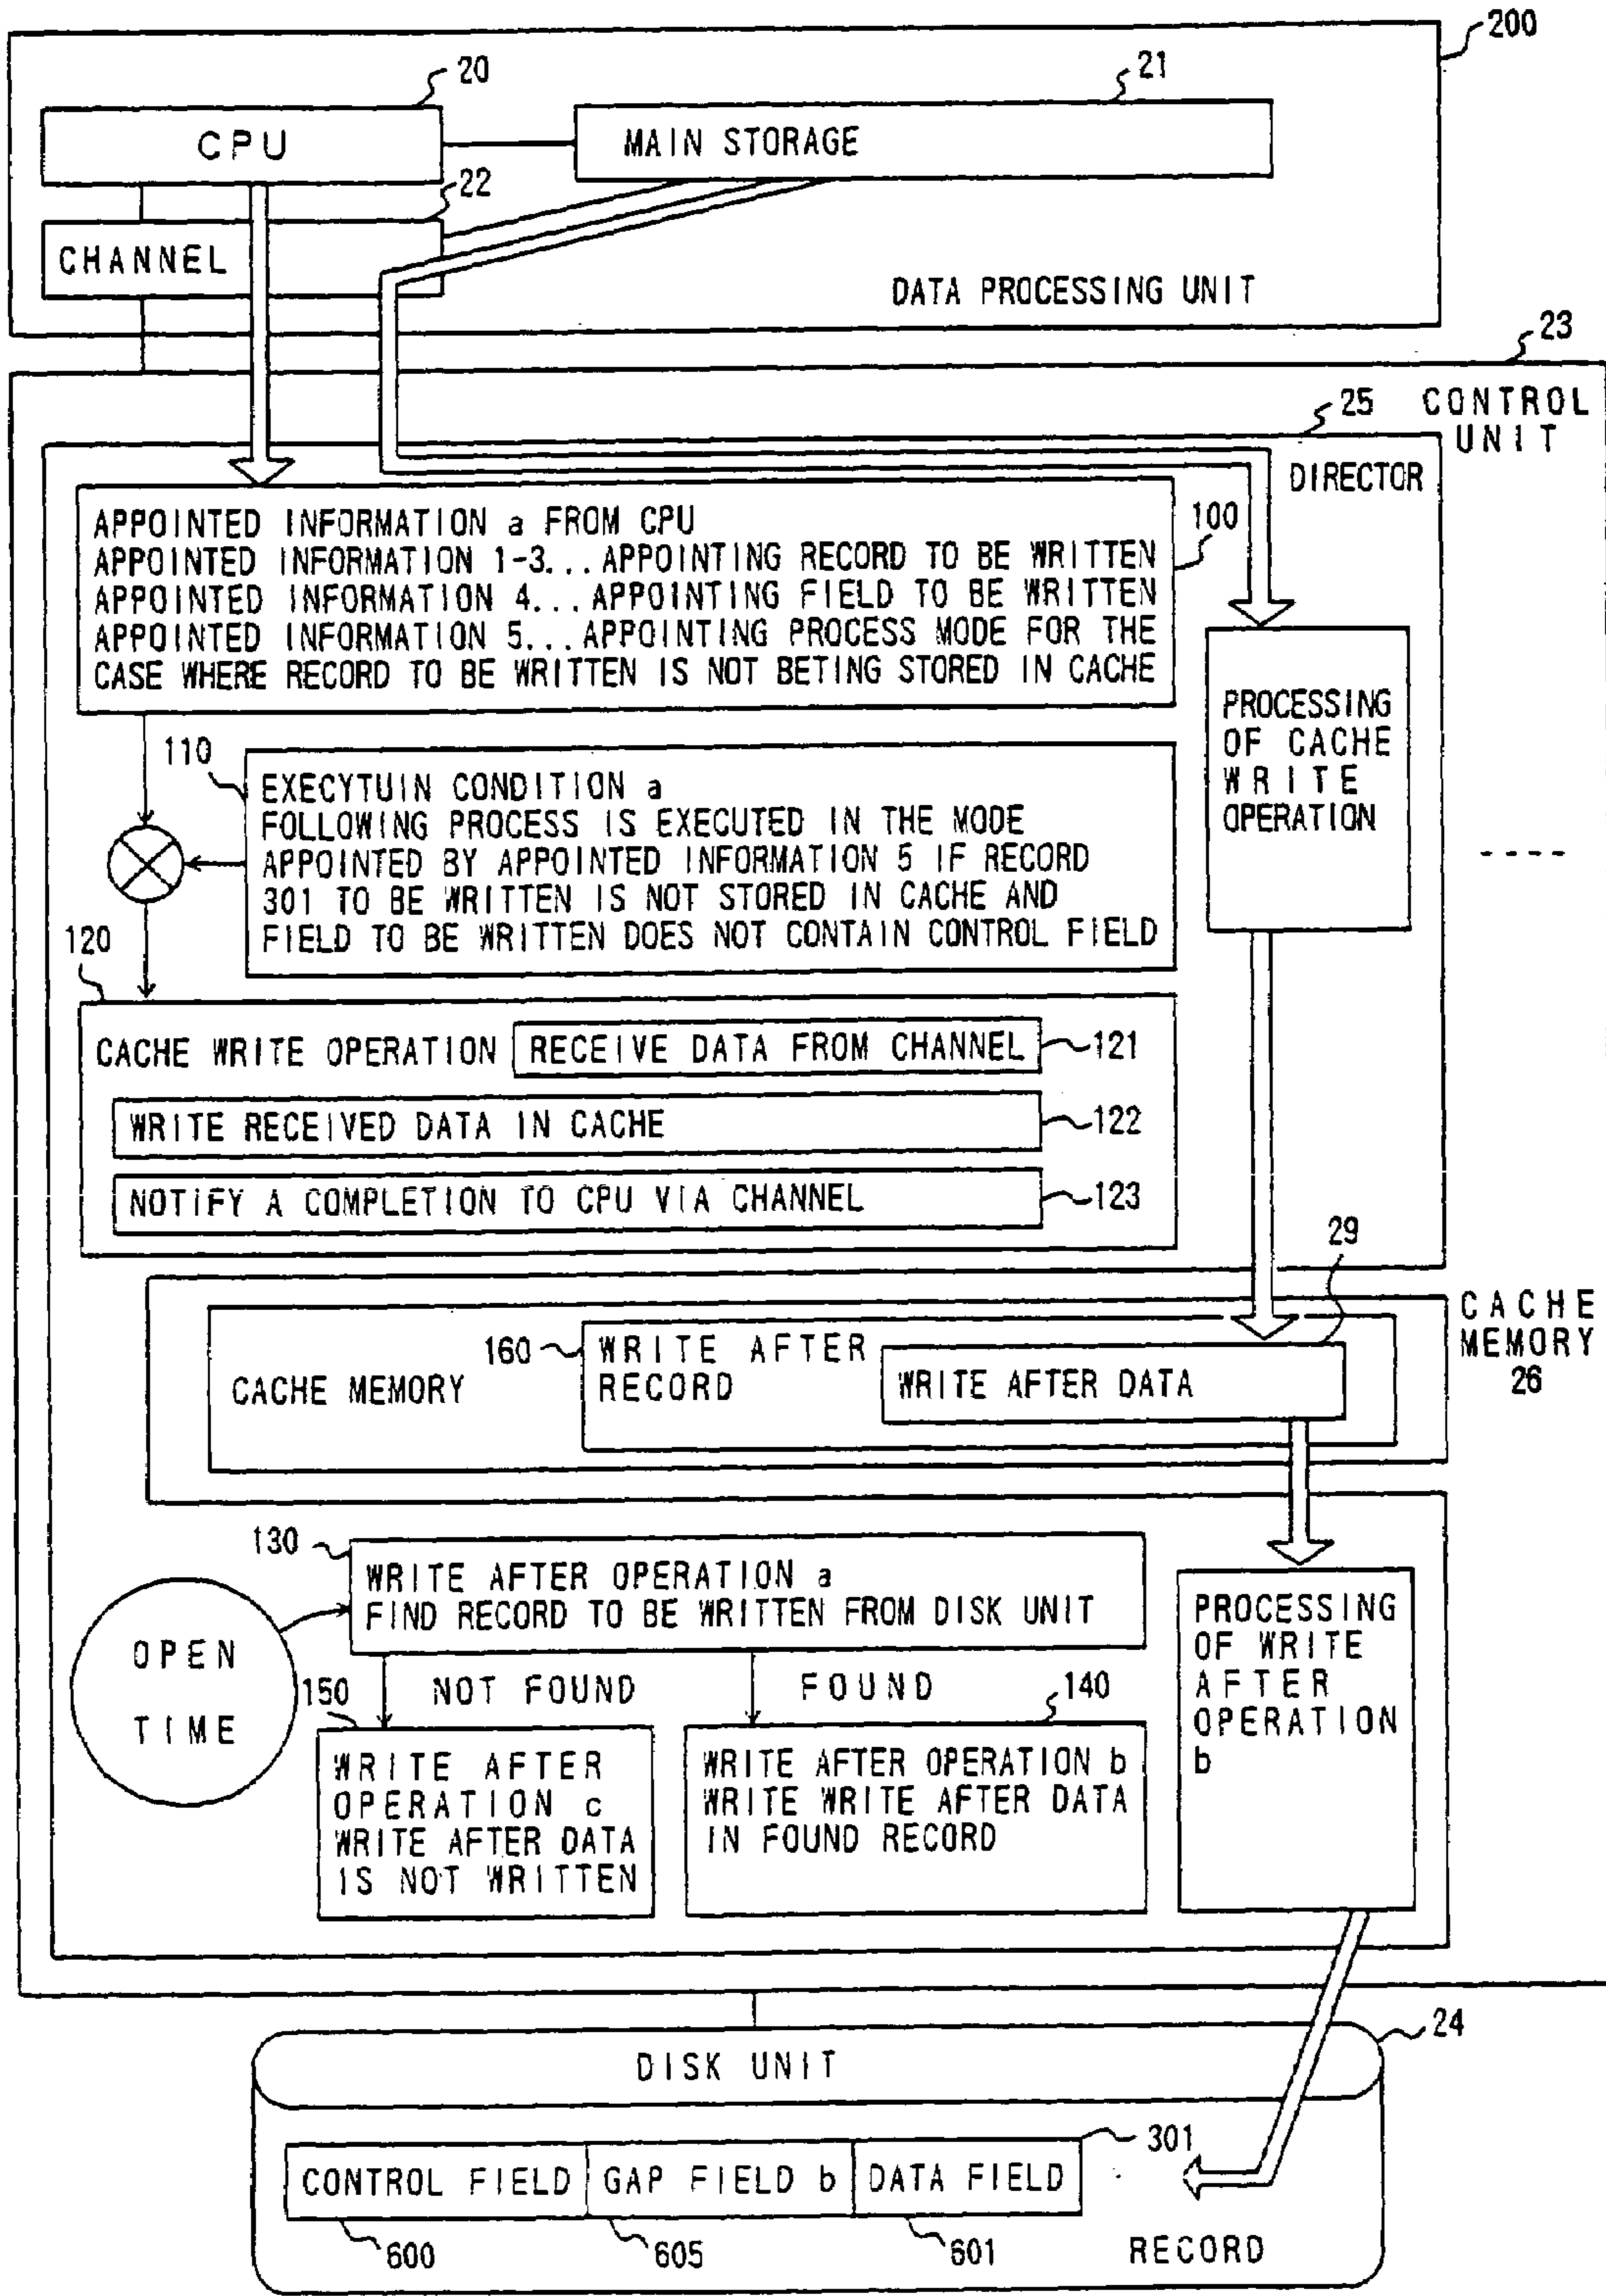 200
20
21
CPU
MAIN STORAGE
22
CHANNEL
DATA PROCESSING UNIT
23
CONTROL
UNIT
25
DIRECTOR
100
APPOINTED INFORMATION a FROM CPU
APPOINTED INFORMATION 1-3... APPOINTING RECORD TO BE WRITTEN
APPOINTED INFORMATION 4... APPOINTING FIELD TO BE WRITTEN
APPOINTED INFORMATION 5... APPOINTING PROCESS MODE FOR THE
CASE WHERE RECORD TO BE WRITTEN IS NOT BETING STORED IN CACHE
PROCESSING
OF CACHE
WRITE
OPERATION
110
EXECYTUIN CONDITION a
FOLLOWING PROCESS IS EXECUTED IN THE MODE
APPOINTED BY APPOINTED INFORMATION 5 IF RECORD
301 TO BE WRITTEN IS NOT STORED IN CACHE AND
FIELD TO BE WRITTEN DOES NOT CONTAIN CONTROL FIELD
----
120
CACHE WRITE OPERATION
RECEIVE DATA FROM CHANNEL
121
WRITE RECEIVED DATA IN CACHE
122
NOTIFY A COMPLETION TO CPU VIA CHANNEL
123
29
CACHE
MEMORY
26
160
WRITE AFTER
RECORD
WRITE AFTER DATA
CACHE MEMORY
130
WRITE AFTER OPERATION a
FIND RECORD TO BE WRITTEN FROM DISK UNIT
OPEN
TIME
PROCESSING
OF WRITE
AFTER
OPERATION
b
150
NOT FOUND
FOUND
140
WRITE AFTER
OPERATION c
WRITE AFTER DATA
IS NOT WRITTEN
WRITE AFTER OPERATION b
WRITE WRITE AFTER DATA
IN FOUND RECORD
24
DISK UNIT
301
CONTROL FIELD
GAP FIELD b
DATA FIELD
600
605
601
RECORD